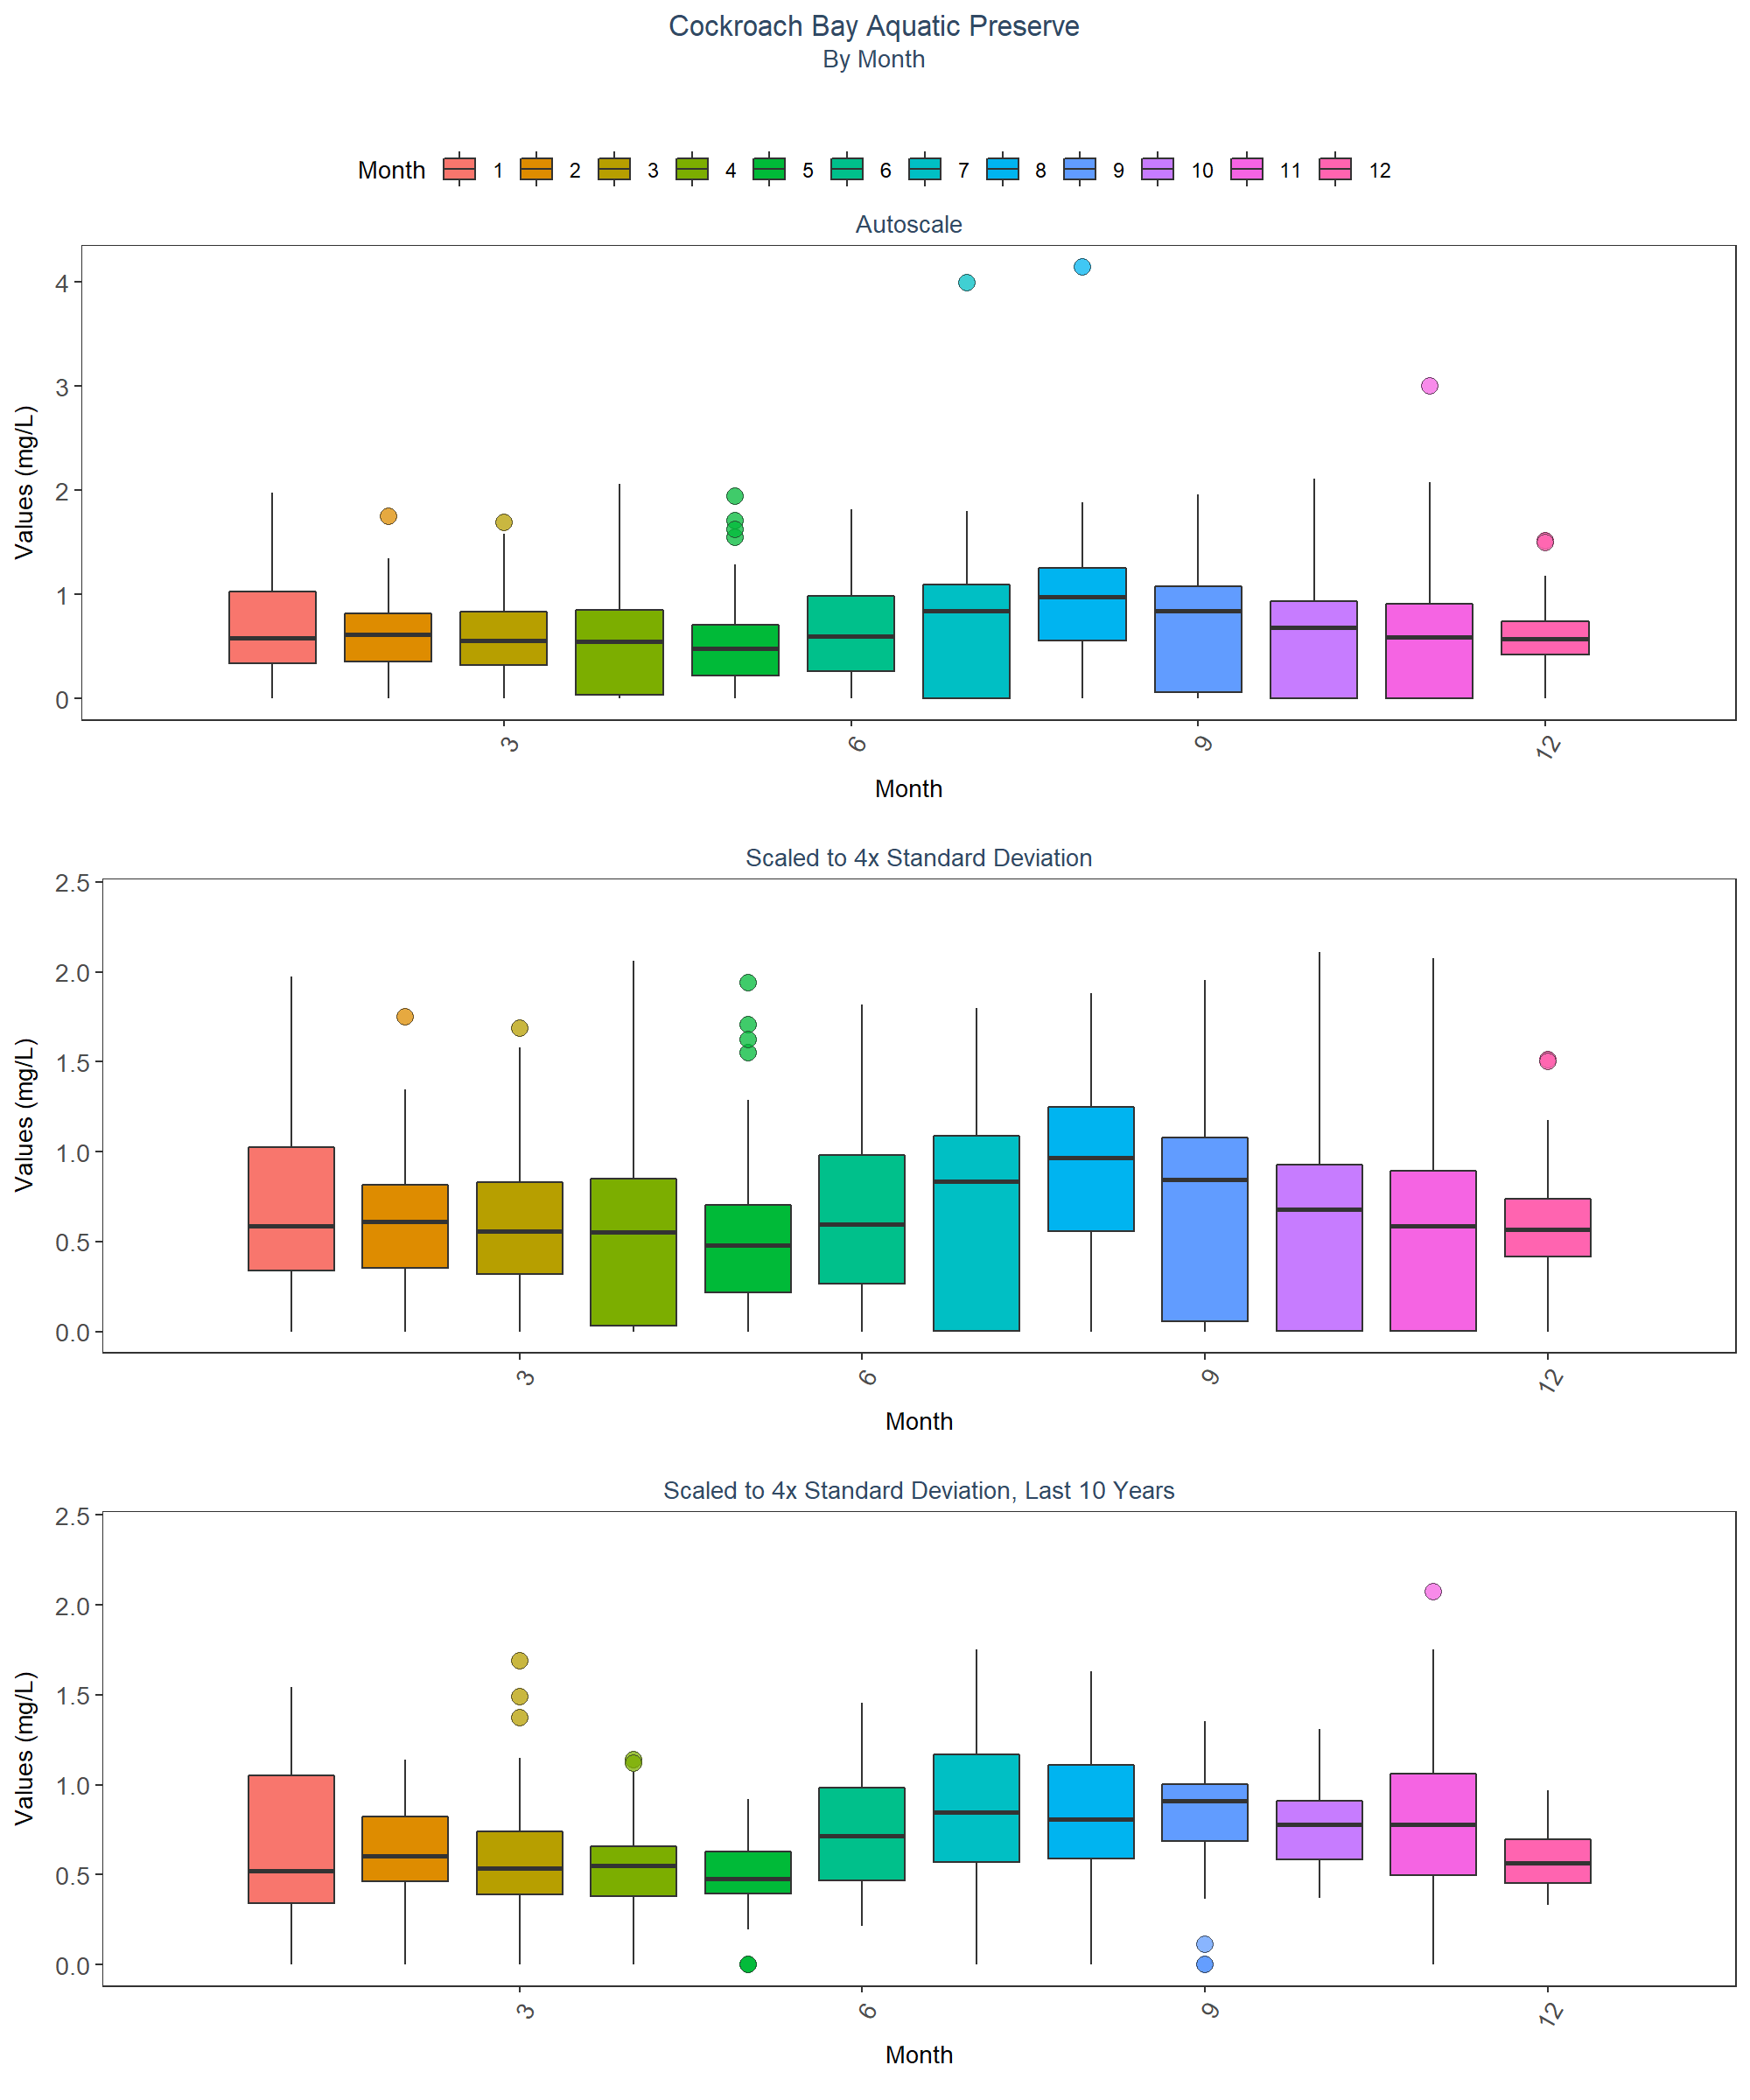 Cockroach Bay Aquatic Preserve
By Month
Month 1 2 3 4 5 6 7 8 9 10 11 12
Autoscale
Values (mg/L)
4
3
2
1
0
3 6 9 12
Month
Scaled to 4x Standard Deviation
Values (mg/L)
2.5
2.0
1.5
1.0
0.5
0.0
3 6 9 12
Month
Scaled to 4x Standard Deviation, Last 10 Years
Values (mg/L)
2.5
2.0
1.5
1.0
0.5
0.0
3 6 9 12
Month